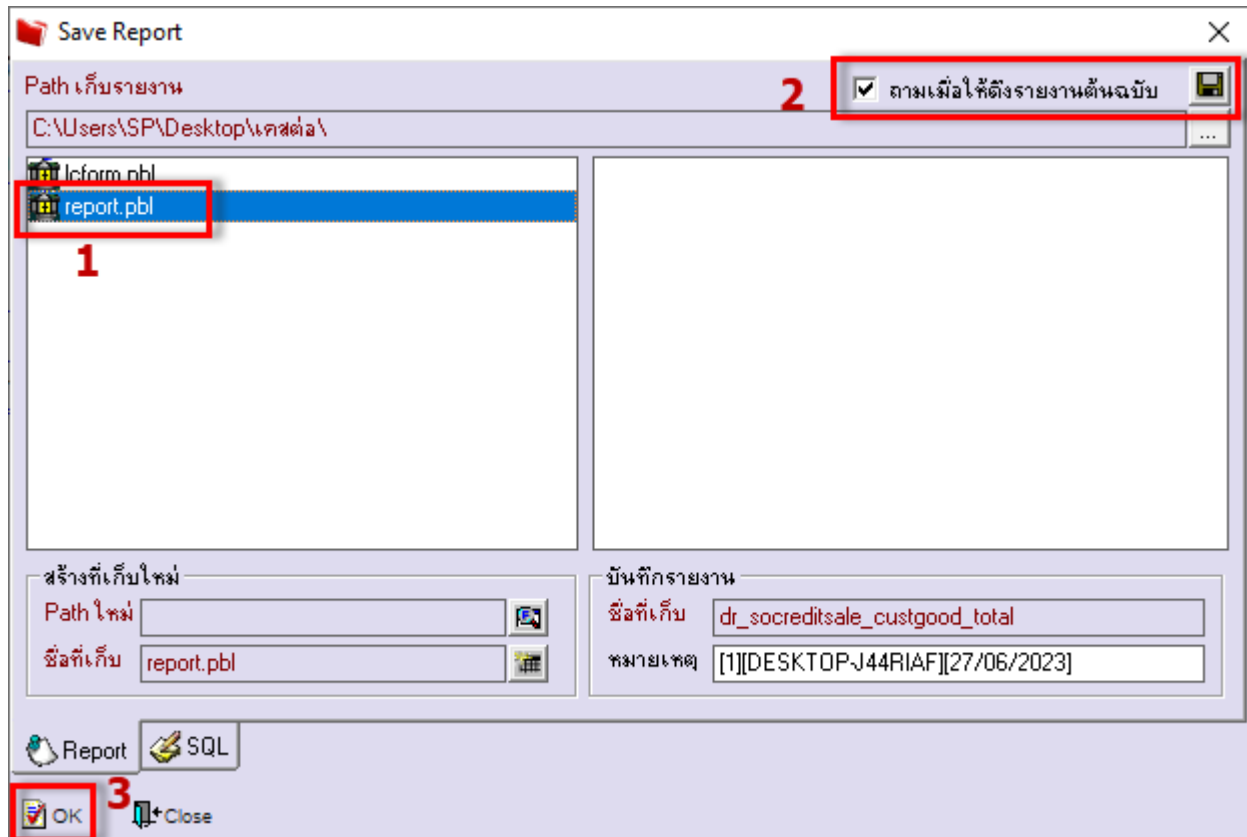 Save Report
Path เก็บรายงาน
2
ถามเมื่อให้ดึงรายงานต้นฉบับ
C:\Users\SP\Desktop\เคสต่อ\
...
lcform.pbl
report.pbl
1
สร้างที่เก็บใหม่
Path ใหม่
ชื่อที่เก็บ report.pbl
บันทึกรายงาน
ชื่อที่เก็บ dr_socreditsale_custgood_total
หมายเหตุ [1][DESKTOP-J44RIAF][27/06/2023]
Report SQL
OK 3 Close